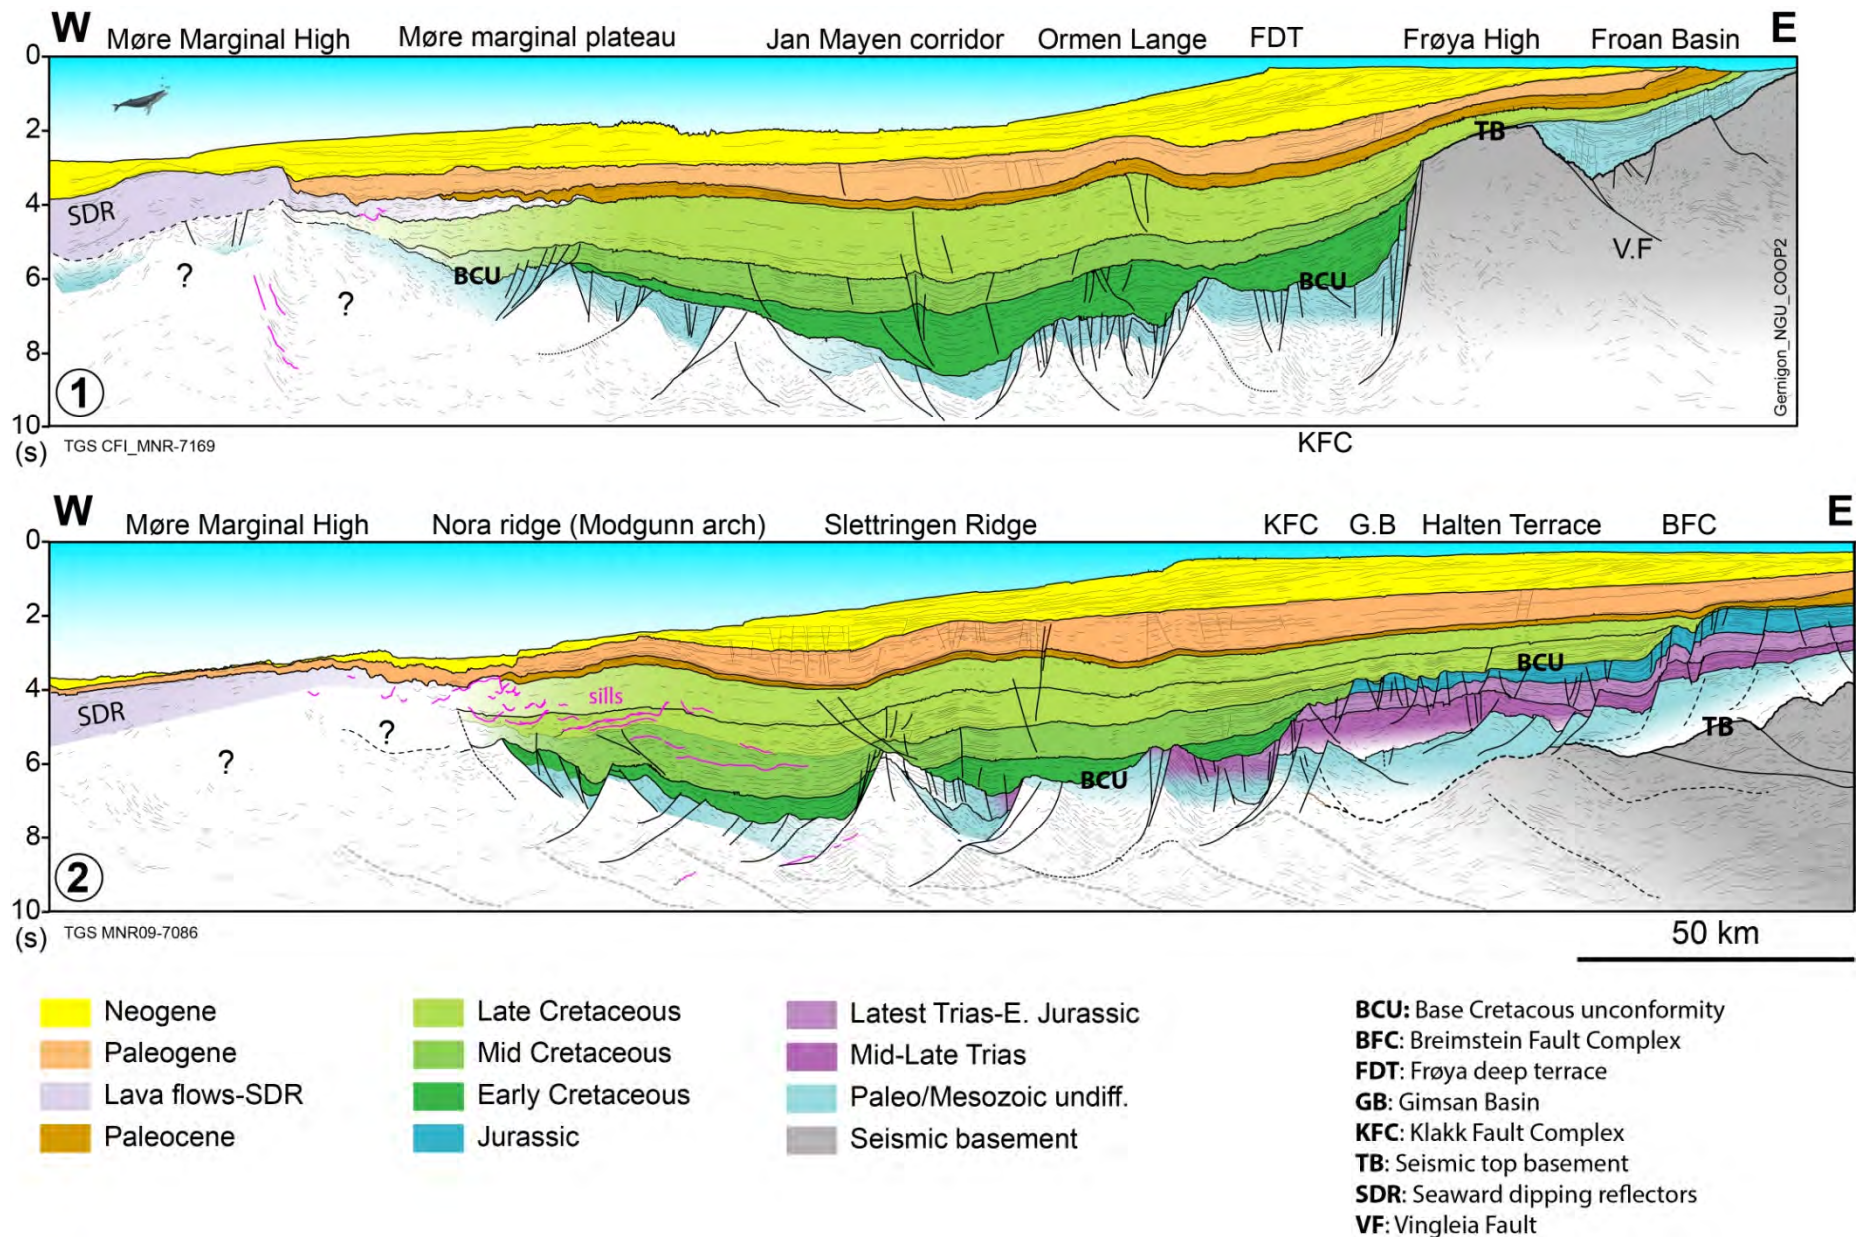 W E
Møre Marginal High Møre marginal plateau Jan Mayen corridor Ormen Lange FDT Frøya High Froan Basin
0
2
4
6
8
10
(s)
SDR
?
?
BCU
BCU
TB
V.F
Gernigon_NGU_COOP2
1
TGS CFI_MNR-7169
KFC
W E
Møre Marginal High Nora ridge (Modgunn arch) Slettringen Ridge KFC G.B Halten Terrace BFC
0
2
4
6
8
10
(s)
SDR
?
?
sills
BCU
BCU
TB
2
TGS MNR09-7086
50 km
Neogene
Paleogene
Lava flows-SDR
Paleocene
Late Cretaceous
Mid Cretaceous
Early Cretaceous
Jurassic
Latest Trias-E. Jurassic
Mid-Late Trias
Paleo/Mesozoic undiff.
Seismic basement
BCU: Base Cretacous unconformity
BFC: Breimstein Fault Complex
FDT: Frøya deep terrace
GB: Gimsan Basin
KFC: Klakk Fault Complex
TB: Seismic top basement
SDR: Seaward dipping reflectors
VF: Vingleia Fault